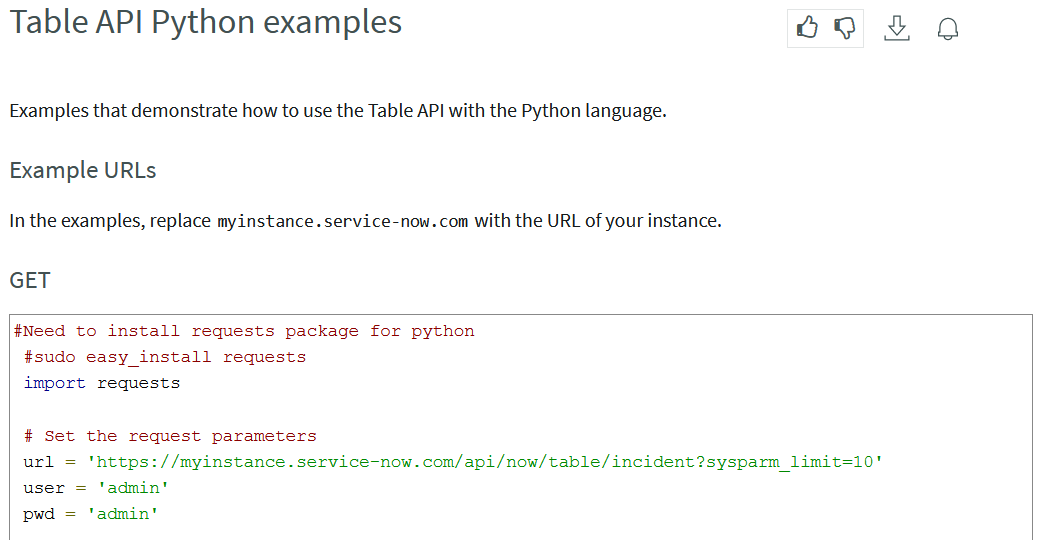 Table API Python examples
Examples that demonstrate how to use the Table API with the Python language.
Example URLs
In the examples, replace myinstance.service-now.com with the URL of your instance.
GET
#Need to install requests package for python
#sudo easy_install requests
import requests
# Set the request parameters
url = 'https://myinstance.service-now.com/api/now/table/incident?sysparm_limit=10'
user = 'admin'
pwd = 'admin'